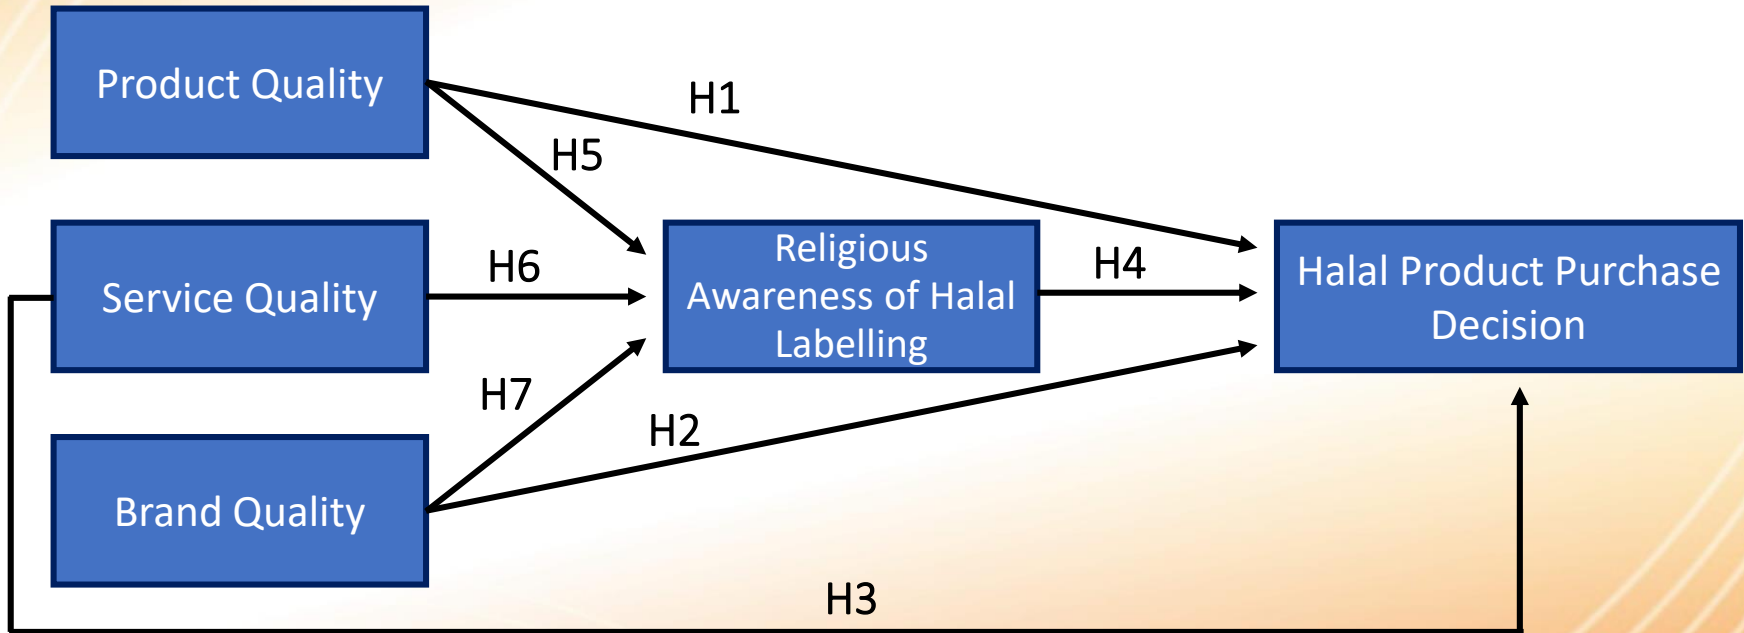 Product Quality
H1
H5
Service Quality
H6
Religious
Awareness of Halal
Labelling
H4
Halal Product Purchase
Decision
H7
H2
Brand Quality
H3